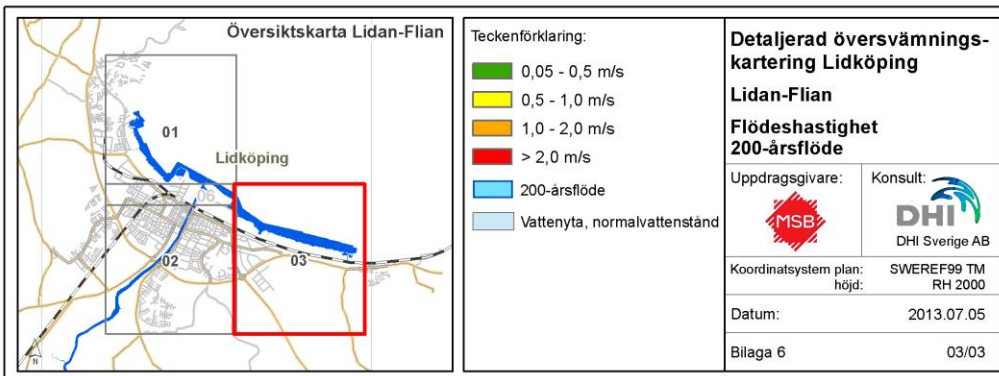 Översiktskarta Lidan-Flian
01
Lidköping
06
02
03
N
Teckenförklaring:
0,05 - 0,5 m/s
0,5 - 1,0 m/s
1,0 - 2,0 m/s
> 2,0 m/s
200-årsflöde
Vattenyta, normalvattenstånd
Detaljerad översvämnings-
kartering Lidköping
Lidan-Flian
Flödeshastighet
200-årsflöde
Uppdragsgivare:
MSB
Konsult:
DHI
DHI Sverige AB
Koordinatsystem plan: SWEREF99 TM
höjd: RH 2000
Datum: 2013.07.05
Bilaga 6 03/03